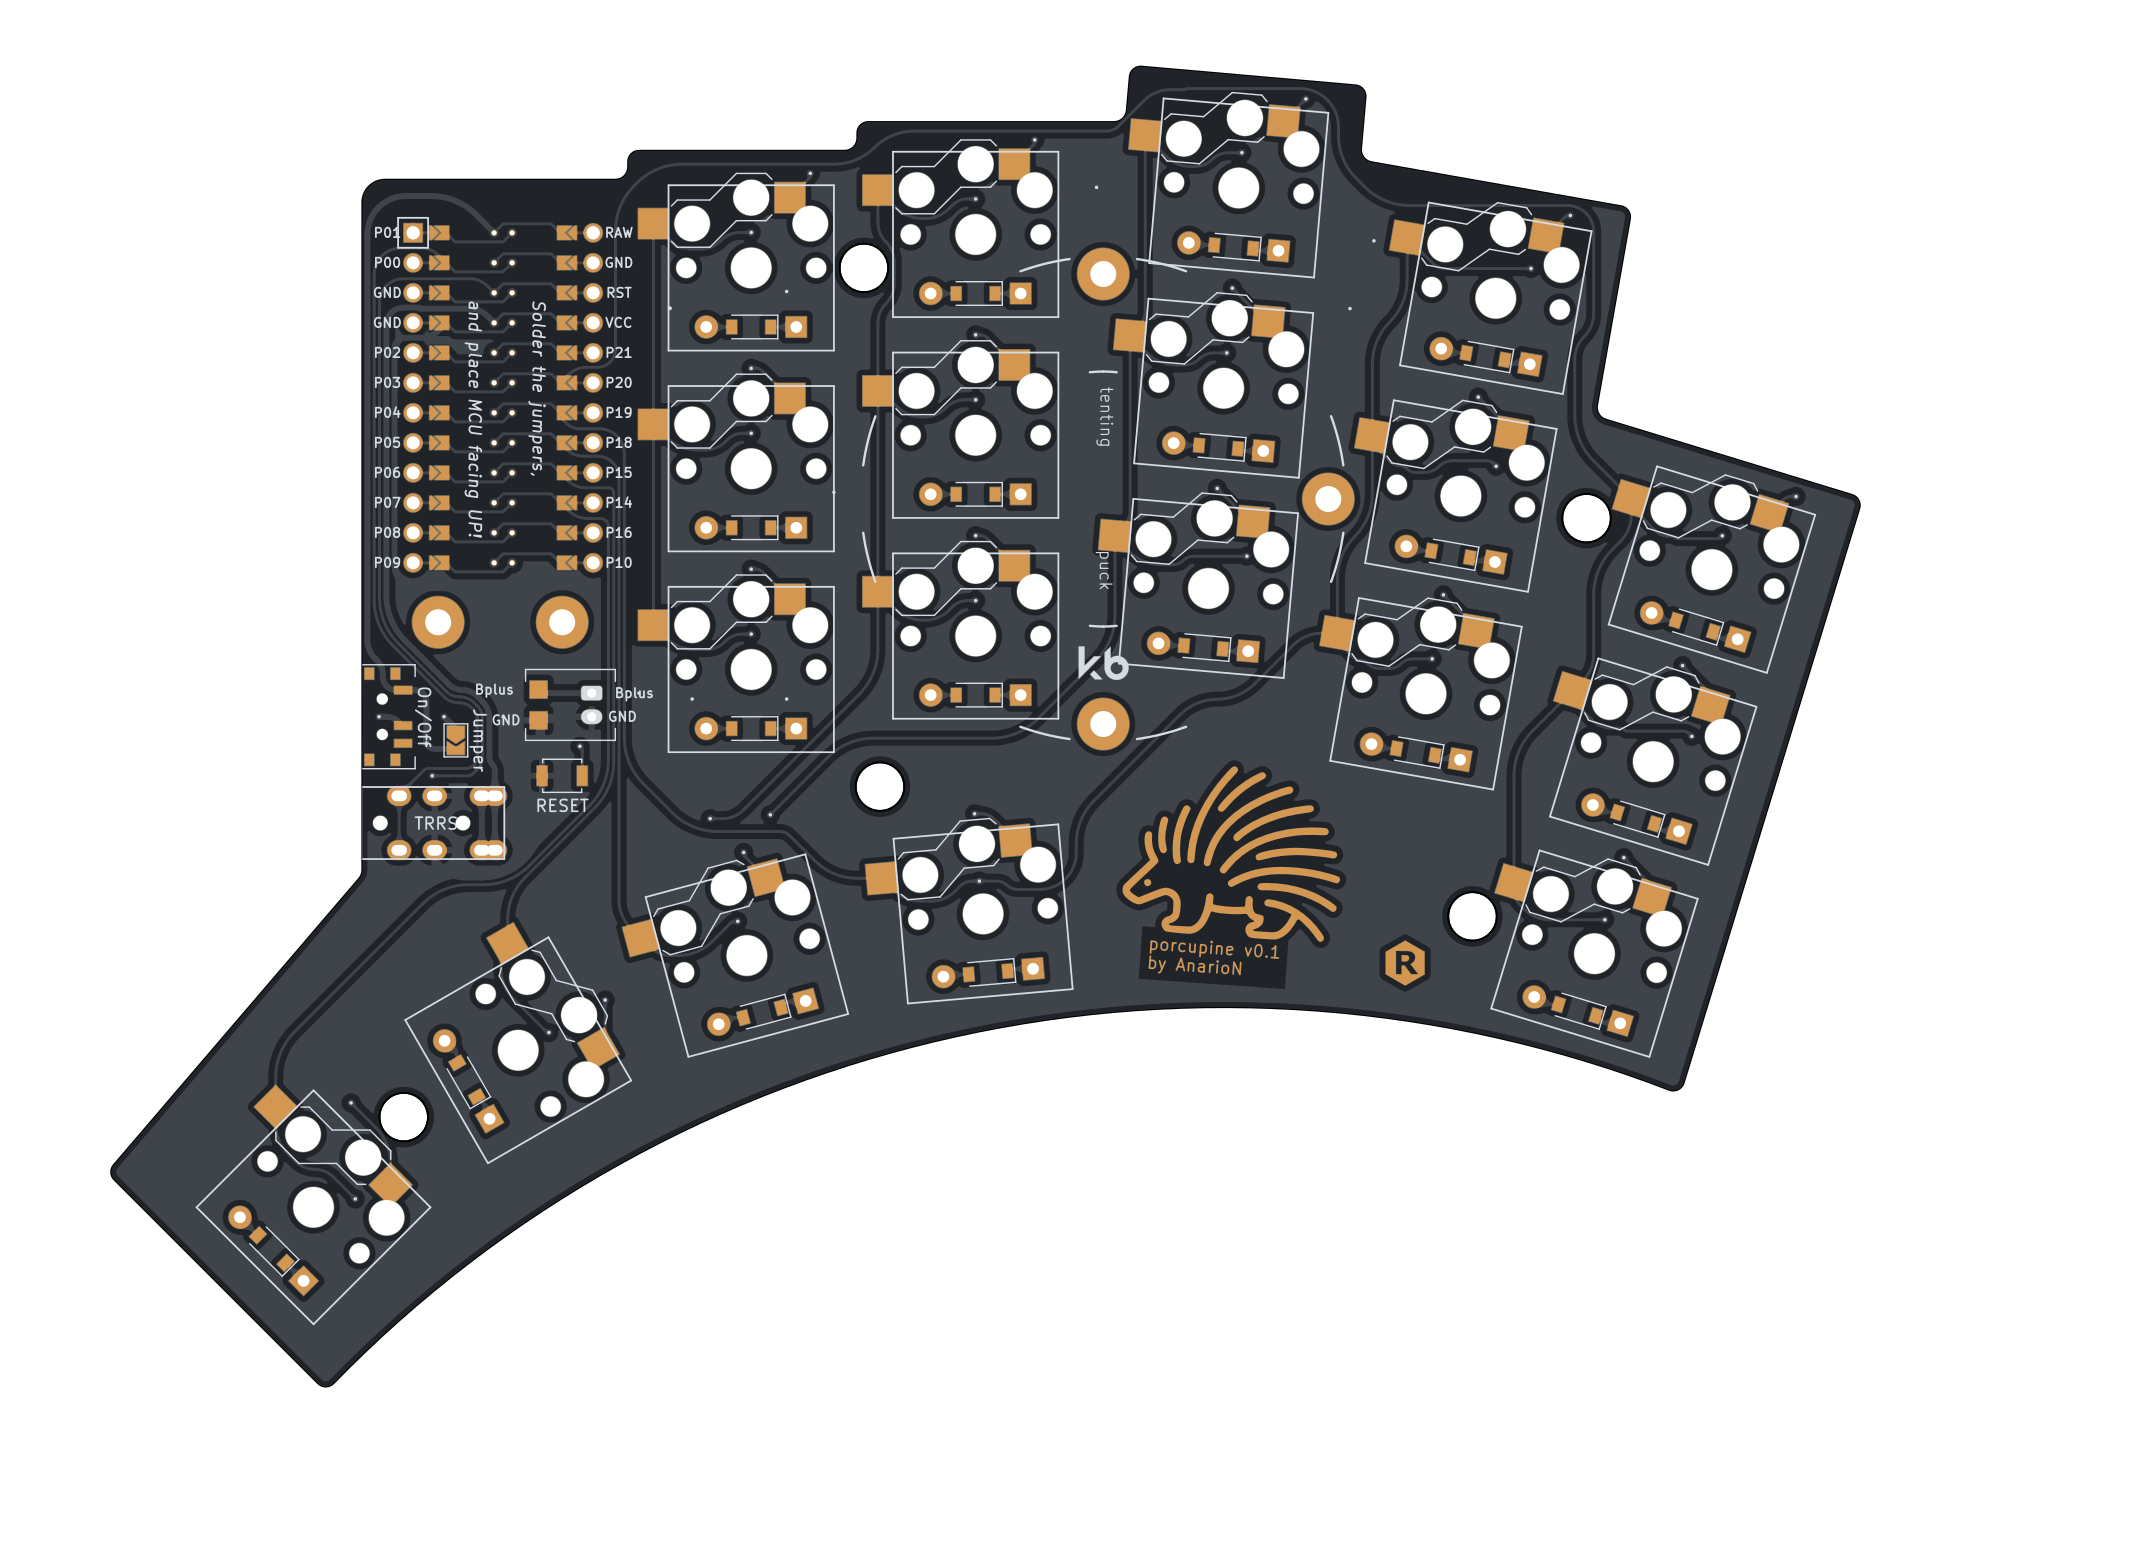 P01
P00
GND
GND
P02
P03
P04
P05
P06
P07
P08
P09
RAW
GND
RST
VCC
P21
P20
P19
P18
P15
P14
P16
P10
Solder the jumpers,
and place MCU facing UP!
On/Off
Jumper
Bplus
GND
Bplus
GND
RESET
TRRS
tenting
puck
kb
porcupine v0.1
by AnarioN
R